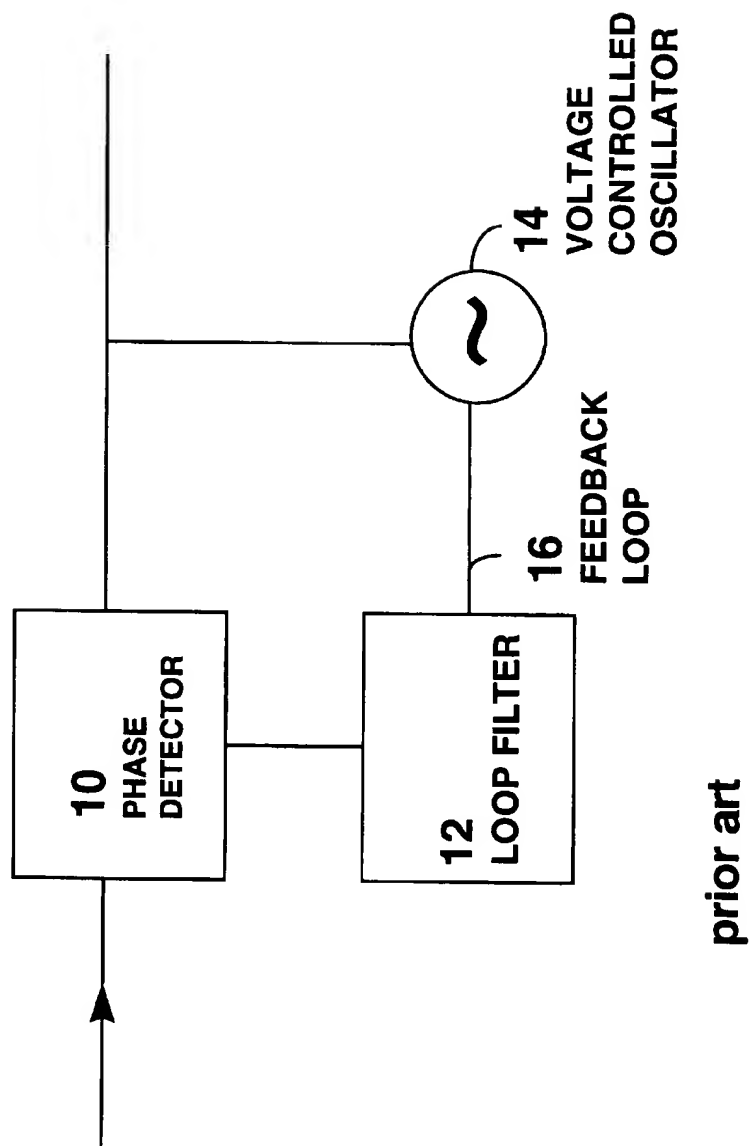 10
PHASE
DETECTOR
12
LOOP FILTER
16
FEEDBACK
LOOP
14
VOLTAGE
CONTROLLED
OSCILLATOR
prior art